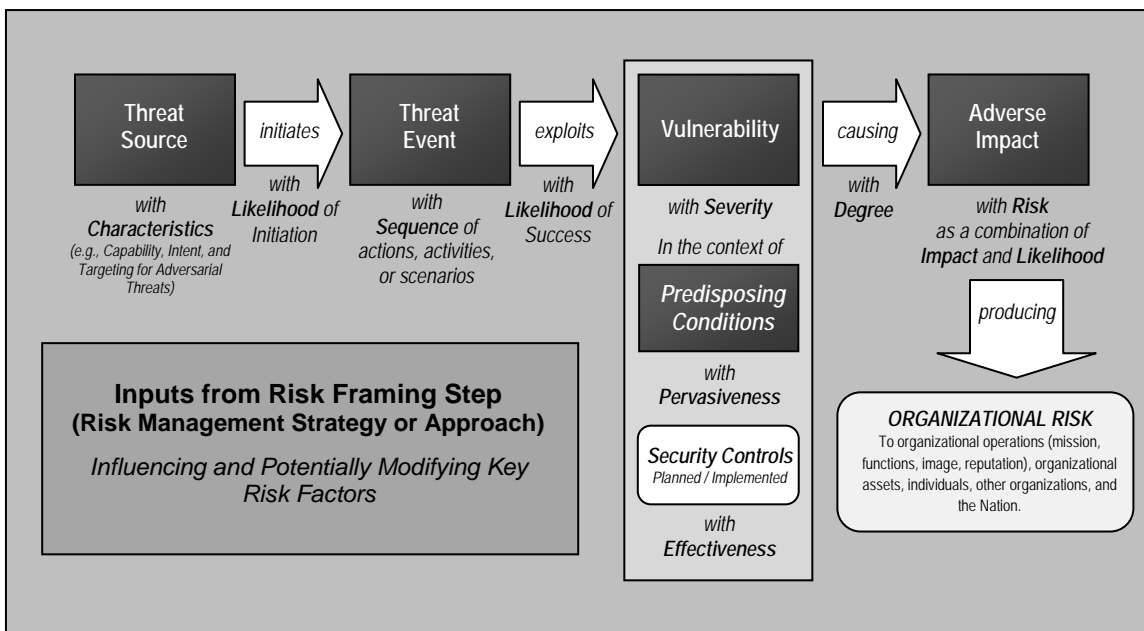 Threat
Source
initiates
Threat
Event
exploits
Vulnerability
causing
Adverse
Impact
with
Characteristics
(e.g., Capability, Intent, and
Targeting for Adversarial
Threats)
with
Likelihood of
Initiation
with
Sequence of
actions, activities,
or scenarios
with
Likelihood of
Success
with Severity
In the context of
Predisposing
Conditions
with
Pervasiveness
Security Controls
Planned / Implemented
with
Effectiveness
with
Degree
with Risk
as a combination of
Impact and Likelihood
producing
ORGANIZATIONAL RISK
To organizational operations (mission,
functions, image, reputation), organizational
assets, individuals, other organizations, and
the Nation.
Inputs from Risk Framing Step
(Risk Management Strategy or Approach)
Influencing and Potentially Modifying Key
Risk Factors